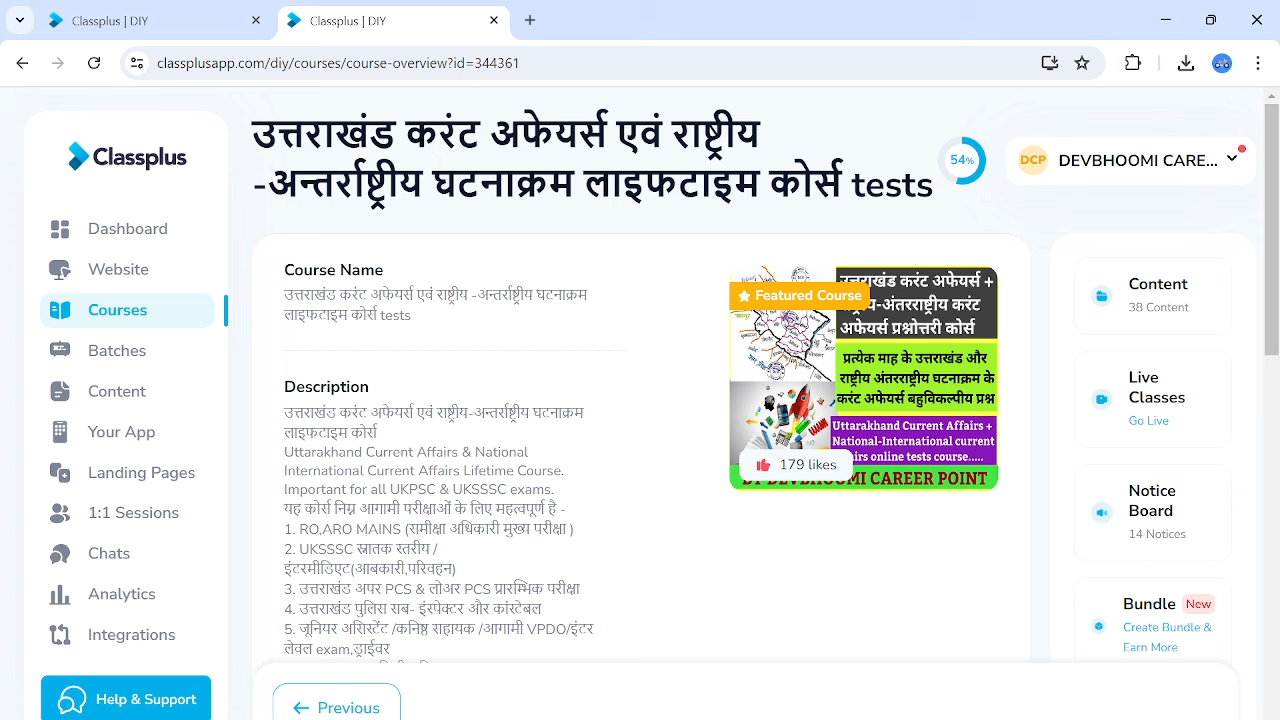 Classplus | DIY
Classplus | DIY
classplusapp.com/diy/courses/course-overview?id=344361
Classplus
Dashboard
Website
Courses
Batches
Content
Your App
Landing Pages
1:1 Sessions
Chats
Analytics
Integrations
Help & Support
उत्तराखंड करंट अफेयर्स एवं राष्ट्रीय
-अन्तर्राष्ट्रीय घटनाक्रम लाइफटाइम कोर्स tests
54%
DCP DEVBHOOMI CARE...
Course Name
उत्तराखंड करंट अफेयर्स एवं राष्ट्रीय -अन्तर्राष्ट्रीय घटनाक्रम
लाइफटाइम कोर्स tests
Description
उत्तराखंड करंट अफेयर्स एवं राष्ट्रीय-अन्तर्राष्ट्रीय घटनाक्रम
लाइफटाइम कोर्स
Uttarakhand Current Affairs & National
International Current Affairs Lifetime Course.
Important for all UKPSC & UKSSSC exams.
यह कोर्स निम्न आगामी परीक्षाओं के लिए महत्वपूर्ण है -
1. RO,ARO MAINS (समीक्षा अधिकारी मुख्य परीक्षा )
2. UKSSSC स्नातक स्तरीय /
इंटरमीडिएट(आबकारी,परिवहन)
3. उत्तराखंड अपर PCS & लोअर PCS प्रारम्भिक परीक्षा
4. उत्तराखंड पुलिस सब- इंस्पेक्टर और कांस्टेबल
5. जूनियर असिस्टेंट /कनिष्ठ सहायक /आगामी VPDO/इंटर
लेवल exam,ड्राईवर
Featured Course
करंट अफेयर्स +
राष्ट्रीय-अंतरराष्ट्रीय करंट
अफेयर्स प्रश्नोत्तरी कोर्स
प्रत्येक माह के उत्तराखंड और
राष्ट्रीय अंतरराष्ट्रीय घटनाक्रम के
करंट अफेयर्स बहुविकल्पीय प्रश्न
Uttarakhand Current Affairs +
National-International current
online tests course.....
179 likes
BY DEVBHOOMI CAREER POINT
Content
38 Content
Live
Classes
Go Live
Notice
Board
14 Notices
Bundle New
Create Bundle &
Earn More
Previous